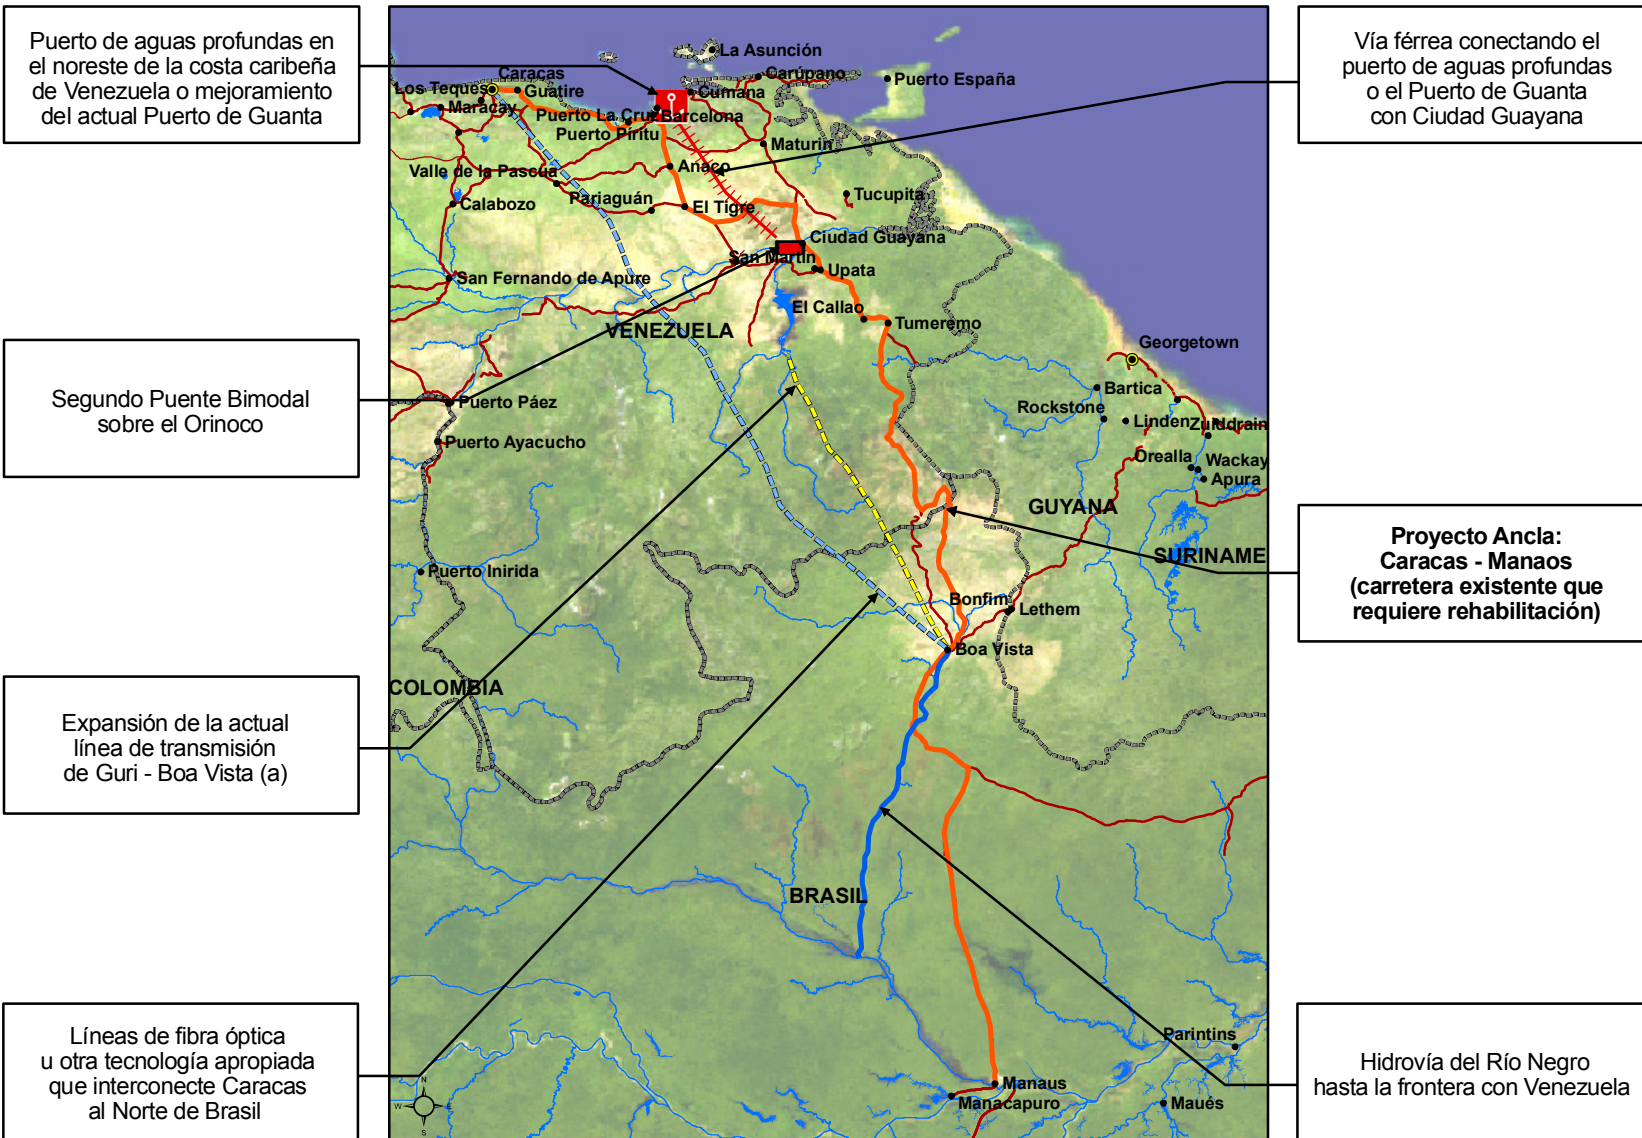 Puerto de aguas profundas en
el noreste de la costa caribeña
de Venezuela o mejoramiento
del actual Puerto de Guanta
Segundo Puente Bimodal
sobre el Orinoco
Expansión de la actual
línea de transmisión
de Guri - Boa Vista (a)
Líneas de fibra óptica
u otra tecnología apropiada
que interconecte Caracas
al Norte de Brasil
La Asunción
Carúpano
Puerto España
Caracas
Los Teques
Guatire
Cumana
Maracay
Puerto La Cruz
Barcelona
Puerto Píritu
Maturin
Anaco
Valle de la Pascua
Pariaguán
El Tigre
Tucupita
Calabozo
Ciudad Guayana
San Martin
Upata
San Fernando de Apure
El Callao
VENEZUELA
Tumeremo
Georgetown
Puerto Páez
Bartica
Rockstone
Linden
Zuiddrain
Puerto Ayacucho
Orealla
Wackay
Apura
GUYANA
SURINAME
Puerto Inirida
Bonfim
Lethem
Boa Vista
COLOMBIA
BRASIL
Parintins
Manaus
Manacapuro
Maués
N
W
E
S
Vía férrea conectando el
puerto de aguas profundas
o el Puerto de Guanta
con Ciudad Guayana
Proyecto Ancla:
Caracas - Manaos
(carretera existente que
requiere rehabilitación)
Hidrovía del Río Negro
hasta la frontera con Venezuela